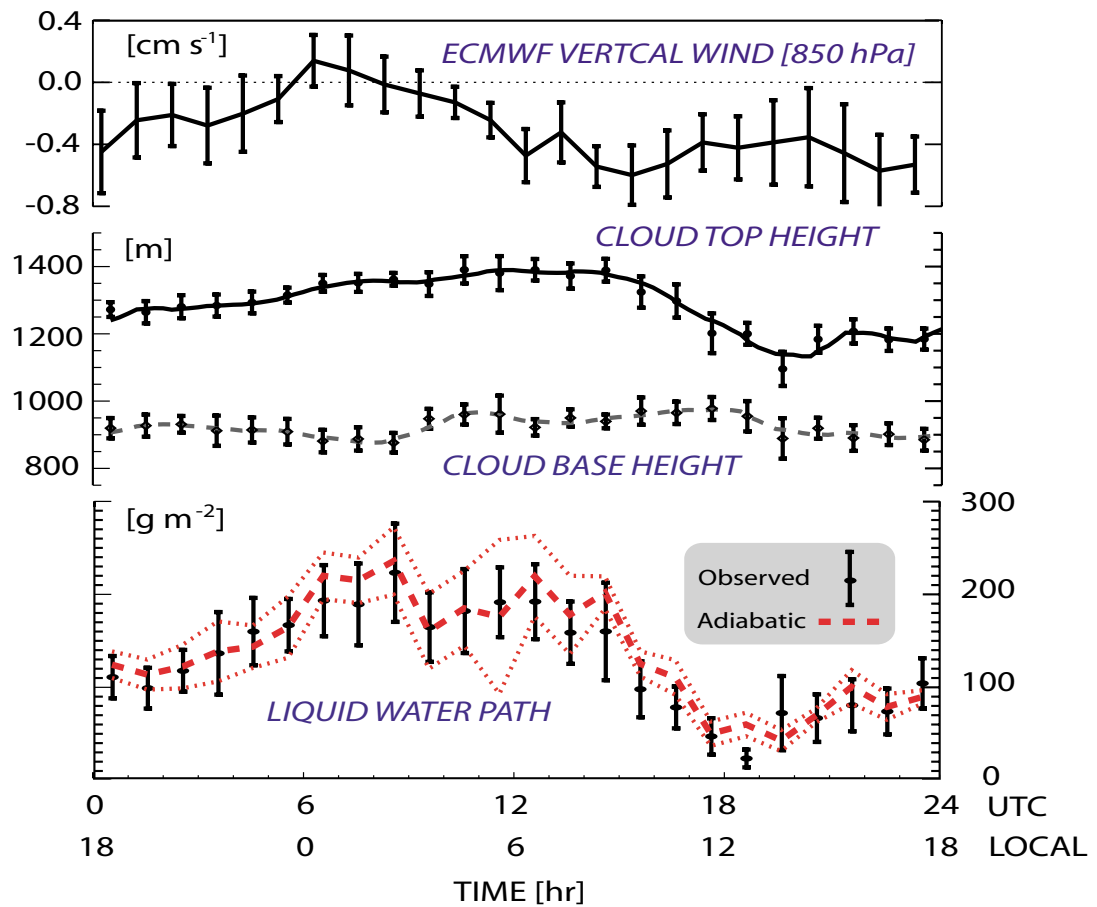 0.4
[cm s-1]
ECMWF VERTCAL WIND [850 hPa]
0.0
-0.4
-0.8
[m]
CLOUD TOP HEIGHT
1400
1200
1000
800
CLOUD BASE HEIGHT
[g m-2]
300
Observed
200
Adiabatic
LIQUID WATER PATH
100
0
0 6 12 18 24 UTC
18 0 6 12 18 LOCAL
TIME [hr]